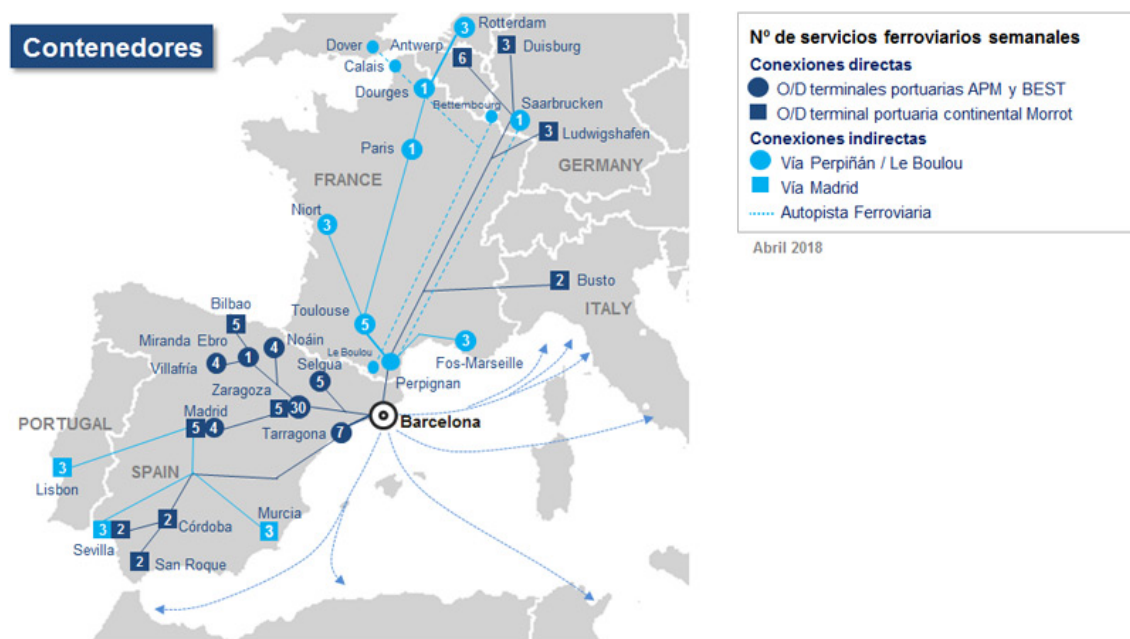 Contenedores
Rotterdam
3
Dover
Antwerp
6
3
Duisburg
Calais
Dourges
1
Bettembourg
Saarbrucken
1
3
Ludwigshafen
Paris
1
GERMANY
FRANCE
Niort
3
2
Busto
ITALY
Toulouse
5
Bilbao
5
Miranda Ebro
1
Noáin
4
Villafría
4
Le Boulou
Selgua
5
3
Fos-Marseille
Perpignan
Zaragoza
5
30
Barcelona
PORTUGAL
Madrid
5
4
Tarragona
7
3
Lisbon
SPAIN
3
2
Sevilla
2
Córdoba
Murcia
3
2
San Roque
Nº de servicios ferroviarios semanales
Conexiones directas
O/D terminales portuarias APM y BEST
O/D terminal portuaria continental Morrot
Conexiones indirectas
Vía Perpiñán / Le Boulou
Vía Madrid
Autopista Ferroviaria
Abril 2018